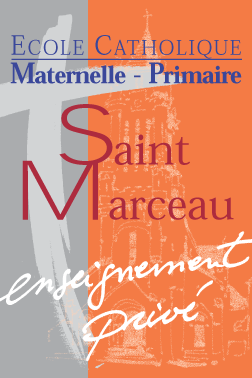 ECOLE CATHOLIQUE
Maternelle - Primaire
Saint
Marceau
enseignement
privé